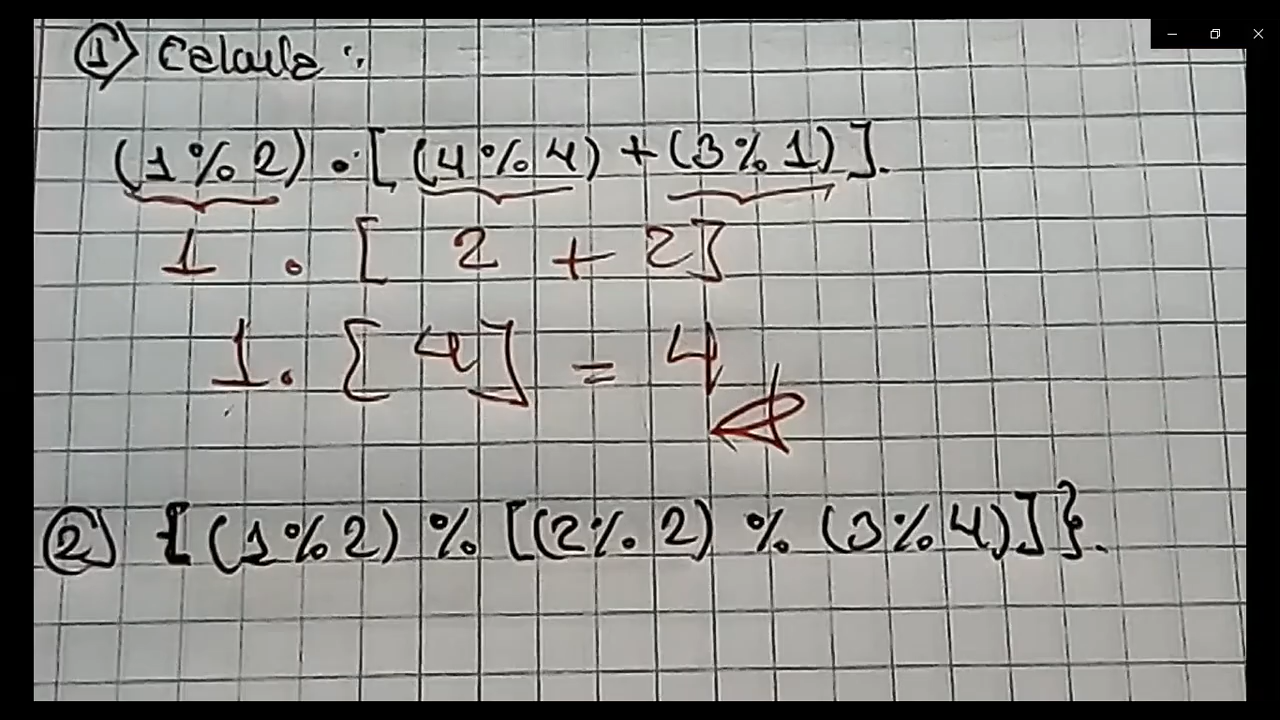 1) Calcula:
(1 % 2) . [(4 % 4) + (3 % 1)].
1 . [ 2 + 2]
1. [ 4] = 4
2) {(1 % 2) % [(2 % 2) % (3 % 4)]}.